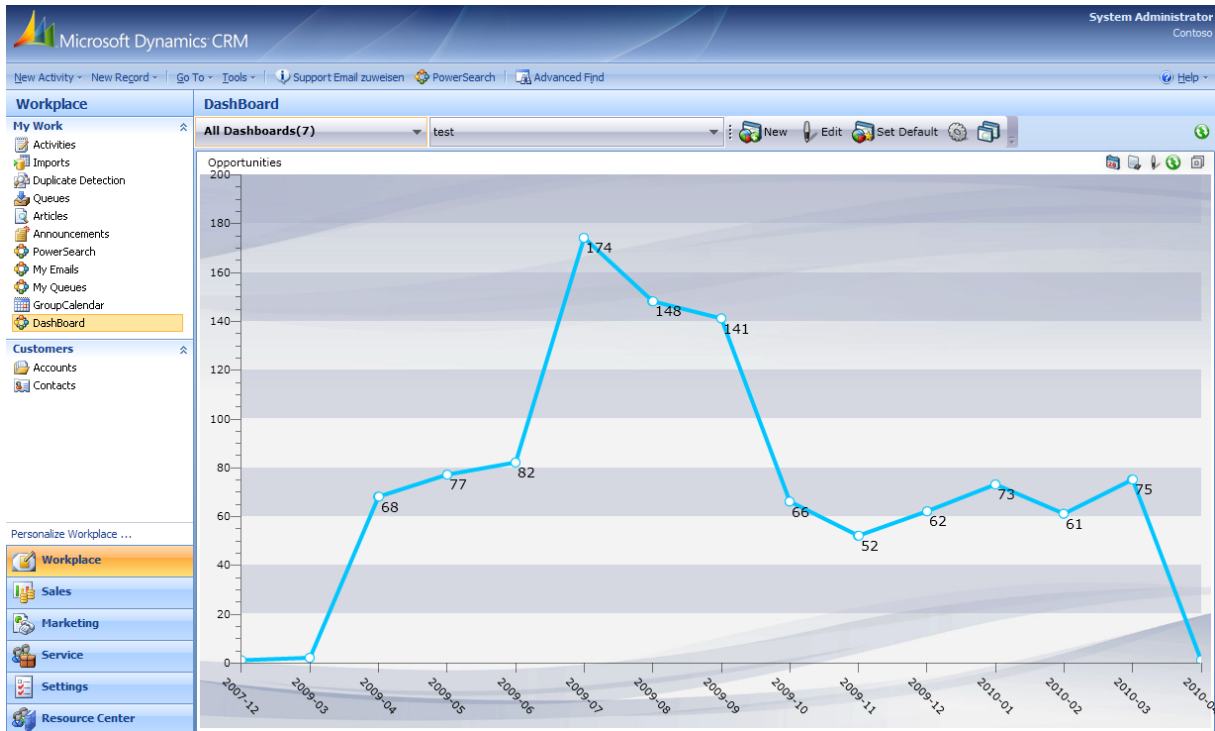 System Administrator
Microsoft Dynamics CRM
Contoso
New Activity New Record Go To Tools Support Email zuweisen PowerSearch Advanced Find Help
Workplace
DashBoard
My Work
Activities
Imports
Duplicate Detection
Queues
Articles
Announcements
PowerSearch
My Emails
My Queues
GroupCalendar
DashBoard
Customers
Accounts
Contacts
Personalize Workplace ...
Workplace
Sales
Marketing
Service
Settings
Resource Center
All Dashboards(7) test New Edit Set Default
Opportunities
200
180
160
140
120
100
80
60
40
20
0
68
77
82
174
148
141
66
52
62
73
61
75
2007-12
2009-03
2009-04
2009-05
2009-06
2009-07
2009-08
2009-09
2009-10
2009-11
2009-12
2010-01
2010-02
2010-03